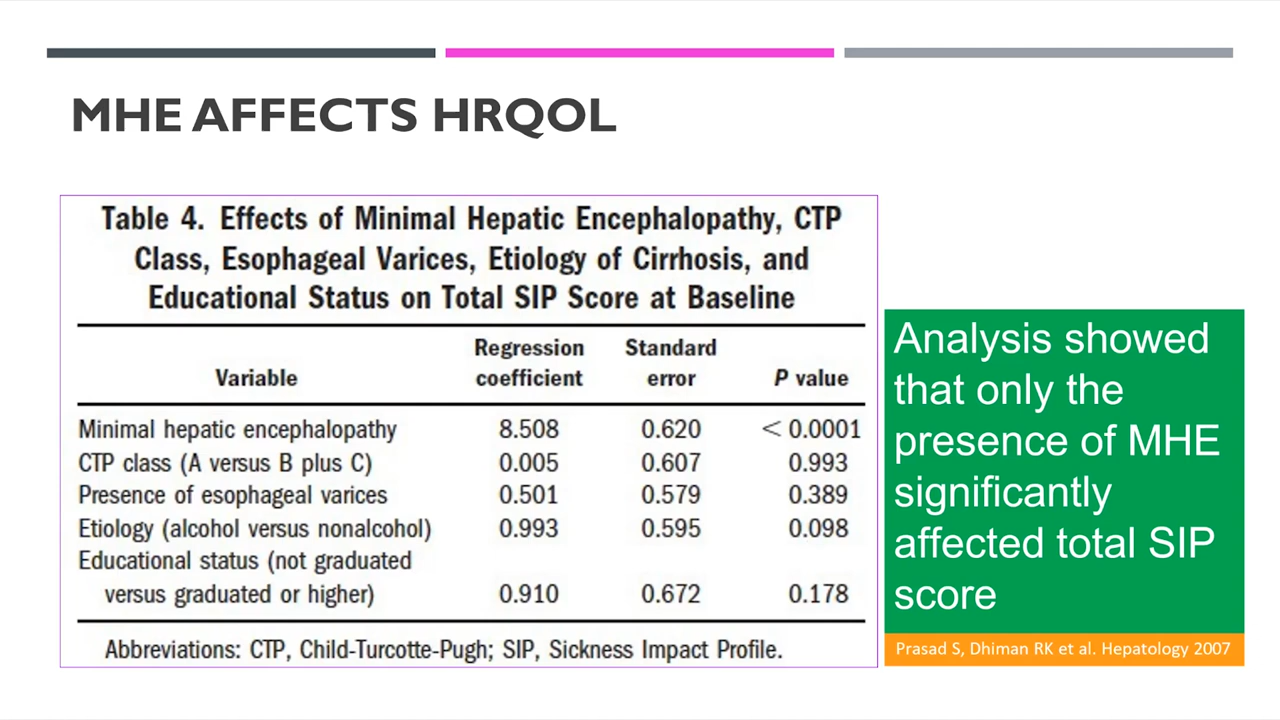 MHE AFFECTS HRQOL
Table 4. Effects of Minimal Hepatic Encephalopathy, CTP
Class, Esophageal Varices, Etiology of Cirrhosis, and
Educational Status on Total SIP Score at Baseline
Regression Standard
Variable coefficient error P value
Minimal hepatic encephalopathy 8.508 0.620 < 0.0001
CTP class (A versus B plus C) 0.005 0.607 0.993
Presence of esophageal varices 0.501 0.579 0.389
Etiology (alcohol versus nonalcohol) 0.993 0.595 0.098
Educational status (not graduated
versus graduated or higher) 0.910 0.672 0.178
Abbreviations: CTP, Child-Turcotte-Pugh; SIP, Sickness Impact Profile.
Analysis showed
that only the
presence of MHE
significantly
affected total SIP
score
Prasad S, Dhiman RK et al. Hepatology 2007